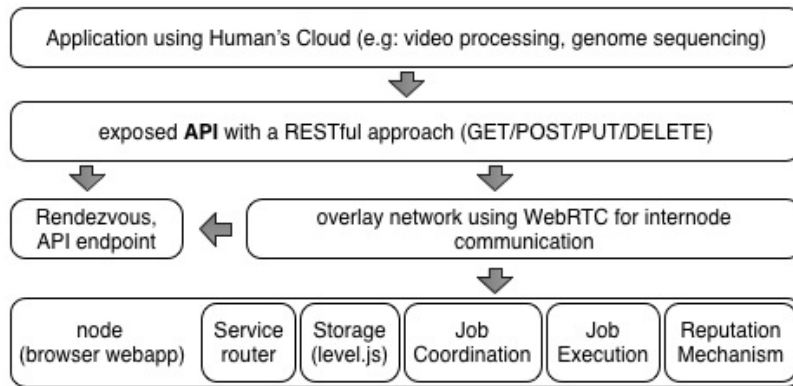 Application using Human's Cloud (e.g: video processing, genome sequencing)
exposed API with a RESTful approach (GET/POST/PUT/DELETE)
Rendezvous,
API endpoint
overlay network using WebRTC for internode
communication
node
(browser webapp)
Service
router
Storage
(level.js)
Job
Coordination
Job
Execution
Reputation
Mechanism